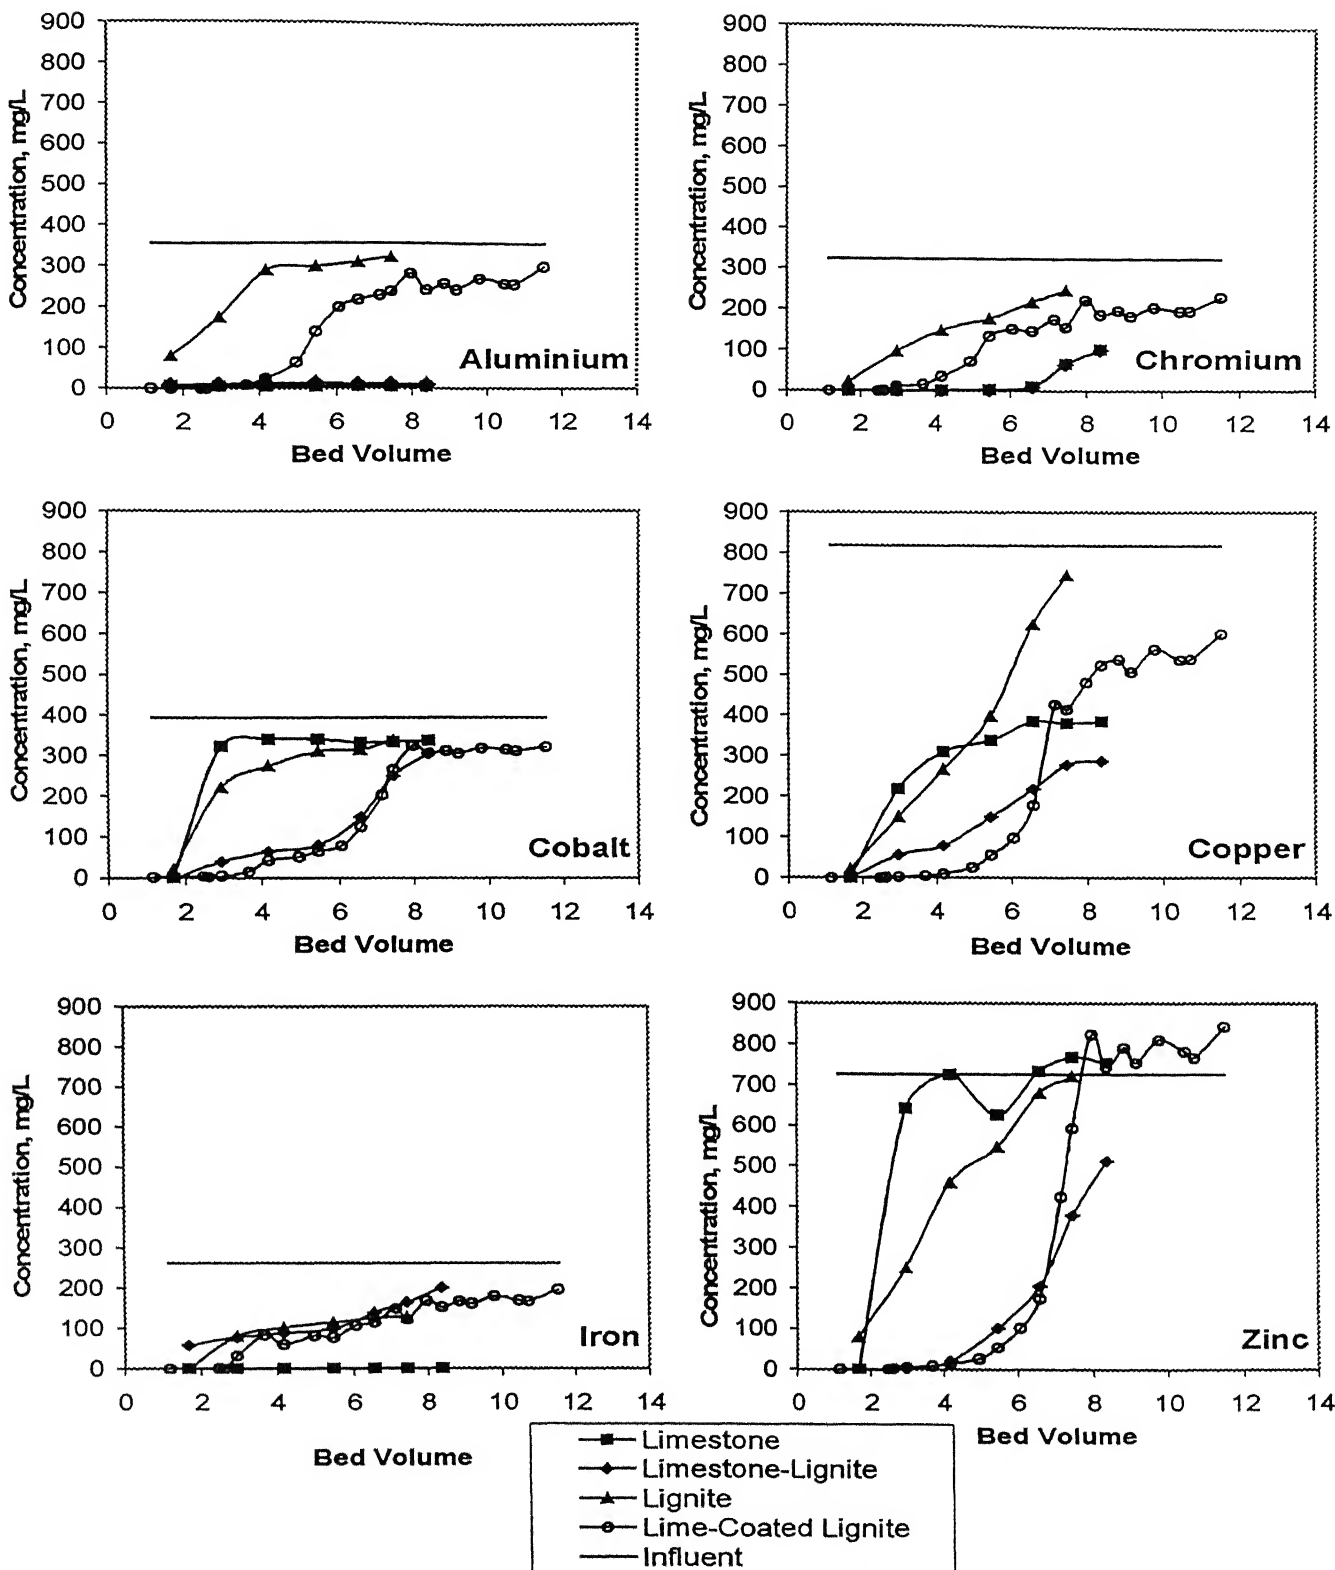 900
800
700
600
500
400
300
200
100
0
Concentration, mg/L
Aluminium
0 2 4 6 8 10 12 14
Bed Volume
900
800
700
600
500
400
300
200
100
0
Concentration, mg/L
Chromium
0 2 4 6 8 10 12 14
Bed Volume
900
800
700
600
500
400
300
200
100
0
Concentration, mg/L
Cobalt
0 2 4 6 8 10 12 14
Bed Volume
900
800
700
600
500
400
300
200
100
0
Concentration, mg/L
Copper
0 2 4 6 8 10 12 14
Bed Volume
900
800
700
600
500
400
300
200
100
0
Concentration, mg/L
Iron
0 2 4 6 8 10 12 14
Bed Volume
900
800
700
600
500
400
300
200
100
0
Concentration, mg/L
Zinc
0 2 4 6 8 10 12 14
Bed Volume
Limestone
Limestone-Lignite
Lignite
Lime-Coated Lignite
Influent